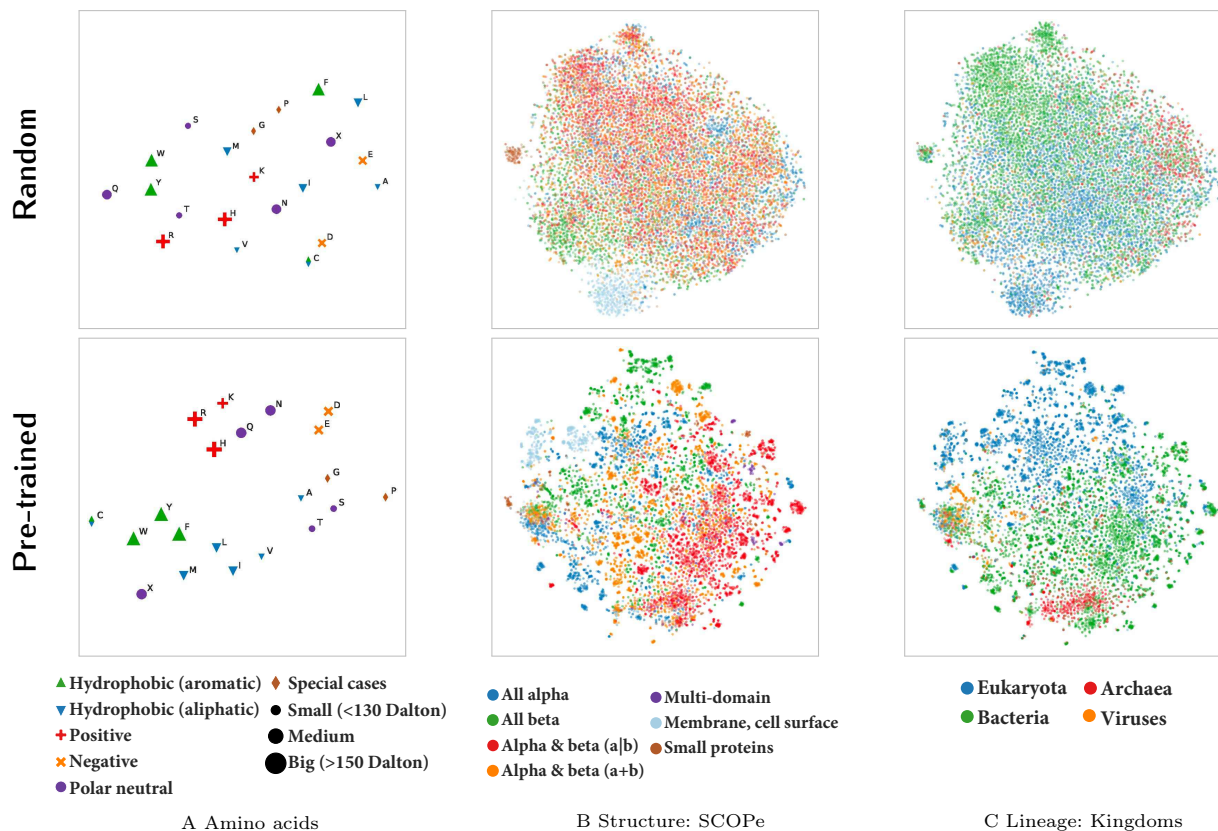 Random
F
L
P
S
G
X
M
W
E
K
A
Q
Y
I
N
T
H
R
V
D
C
Pre-trained
K
N
D
R
Q
E
H
G
A
S
P
C
Y
T
W
F
L
V
M
I
X
Hydrophobic (aromatic)
Hydrophobic (aliphatic)
Positive
Negative
Polar neutral
Special cases
Small (<130 Dalton)
Medium
Big (>150 Dalton)
All alpha
All beta
Alpha & beta (a|b)
Alpha & beta (a+b)
Multi-domain
Membrane, cell surface
Small proteins
Eukaryota
Bacteria
Archaea
Viruses
A Amino acids
B Structure: SCOPe
C Lineage: Kingdoms